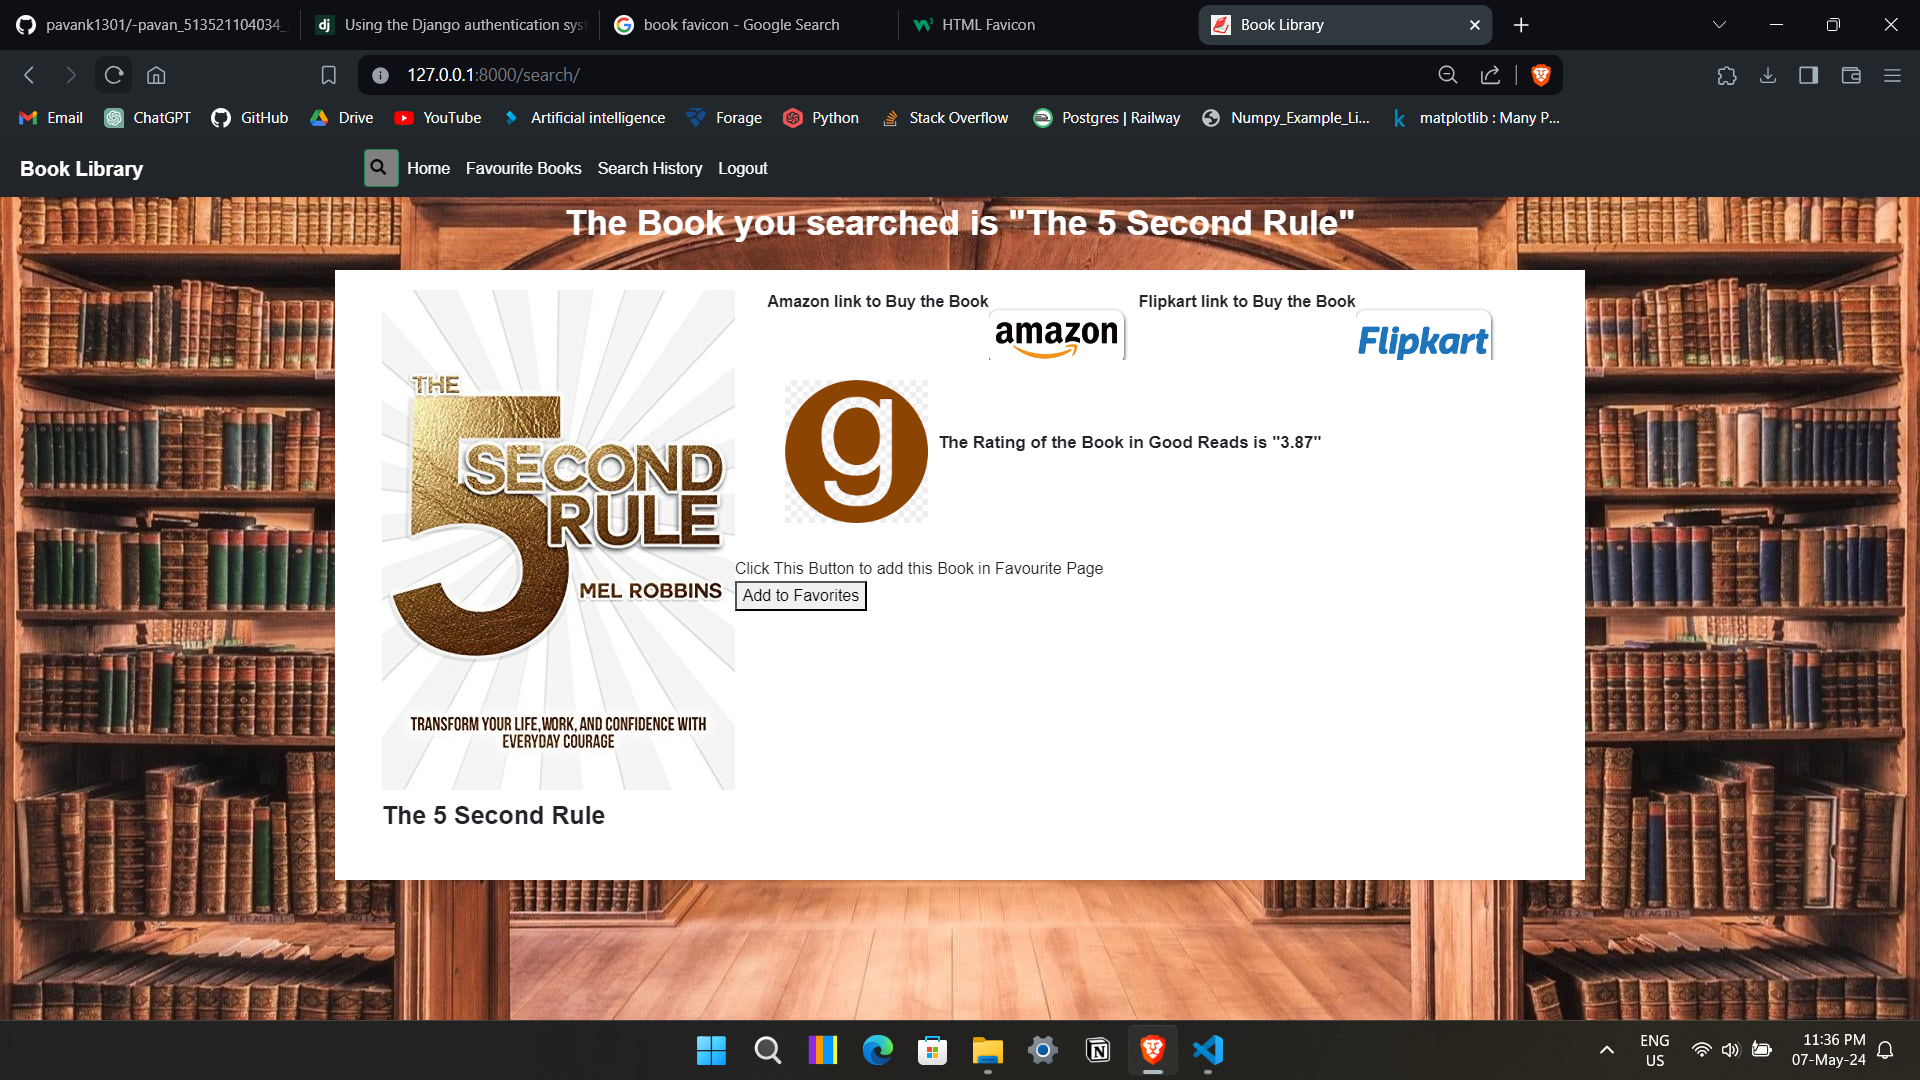 pavank1301/-pavan_513521104034_
Using the Django authentication sys
book favicon - Google Search
HTML Favicon
Book Library
127.0.0.1:8000/search/
Email
ChatGPT
GitHub
Drive
YouTube
Artificial intelligence
Forage
Python
Stack Overflow
Postgres | Railway
Numpy_Example_Li...
matplotlib : Many P...
Book Library
Home
Favourite Books
Search History
Logout
The Book you searched is "The 5 Second Rule"
THE
5
SECOND
RULE
MEL ROBBINS
TRANSFORM YOUR LIFE, WORK, AND CONFIDENCE WITH
EVERYDAY COURAGE
The 5 Second Rule
Amazon link to Buy the Book
amazon
Flipkart link to Buy the Book
Flipkart
g
The Rating of the Book in Good Reads is "3.87"
Click This Button to add this Book in Favourite Page
Add to Favorites
ENG
US
11:36 PM
07-May-24